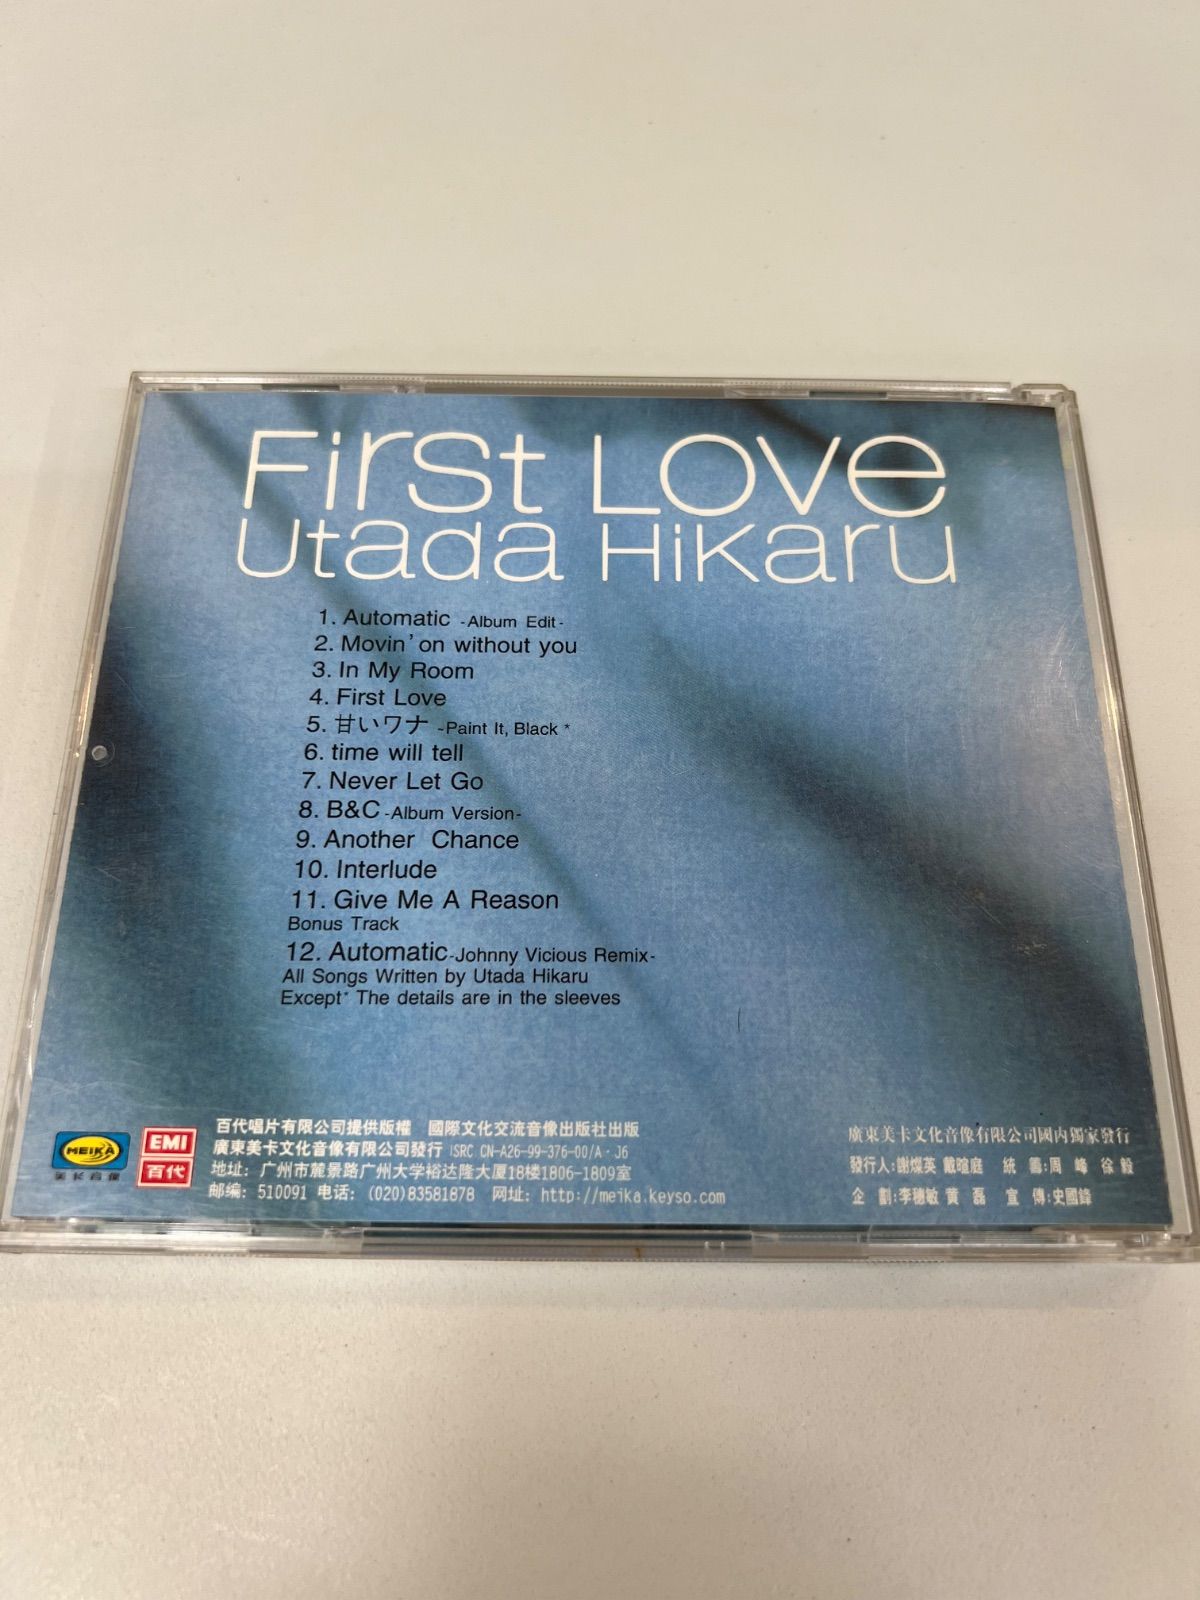 First Love
Utada Hikaru
1. Automatic -Album Edit-
2. Movin' on without you
3. In My Room
4. First Love
5. 甘いワナ -Paint It, Black *
6. time will tell
7. Never Let Go
8. B&C -Album Version-
9. Another Chance
10. Interlude
11. Give Me A Reason
Bonus Track
12. Automatic -Johnny Vicious Remix-
All Songs Written by Utada Hikaru
Except* The details are in the sleeves
MEIKA
美卡音像
EMI
百代
百代唱片有限公司提供版權 國際文化交流音像出版社出版
廣東美卡文化音像有限公司發行 ISRC CN-A26-99-376-00/A·J6
地址: 广州市麓景路广州大学裕达隆大厦18楼1806-1809室
邮编: 510091 电话: (020)83581878 网址: http://meika.keyso.com
廣東美卡文化音像有限公司國內獨家發行
發行人:謝燦英 戴暄庭 統籌:周 峰 徐 毅
企 劃:李穗敏 黃 磊 宣 傳:史國鋒